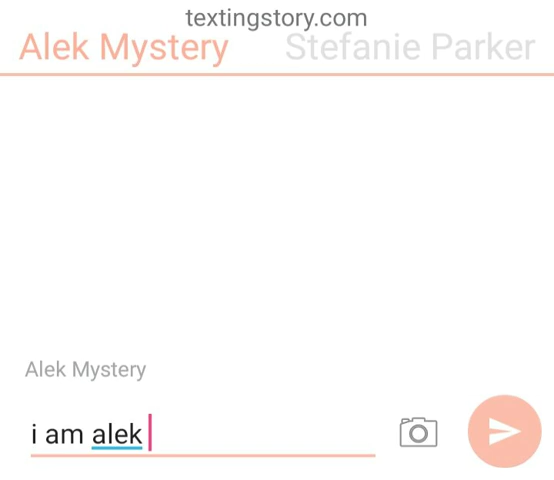 textingstory.com
Alek Mystery Stefanie Parker
Alek Mystery
i am alek